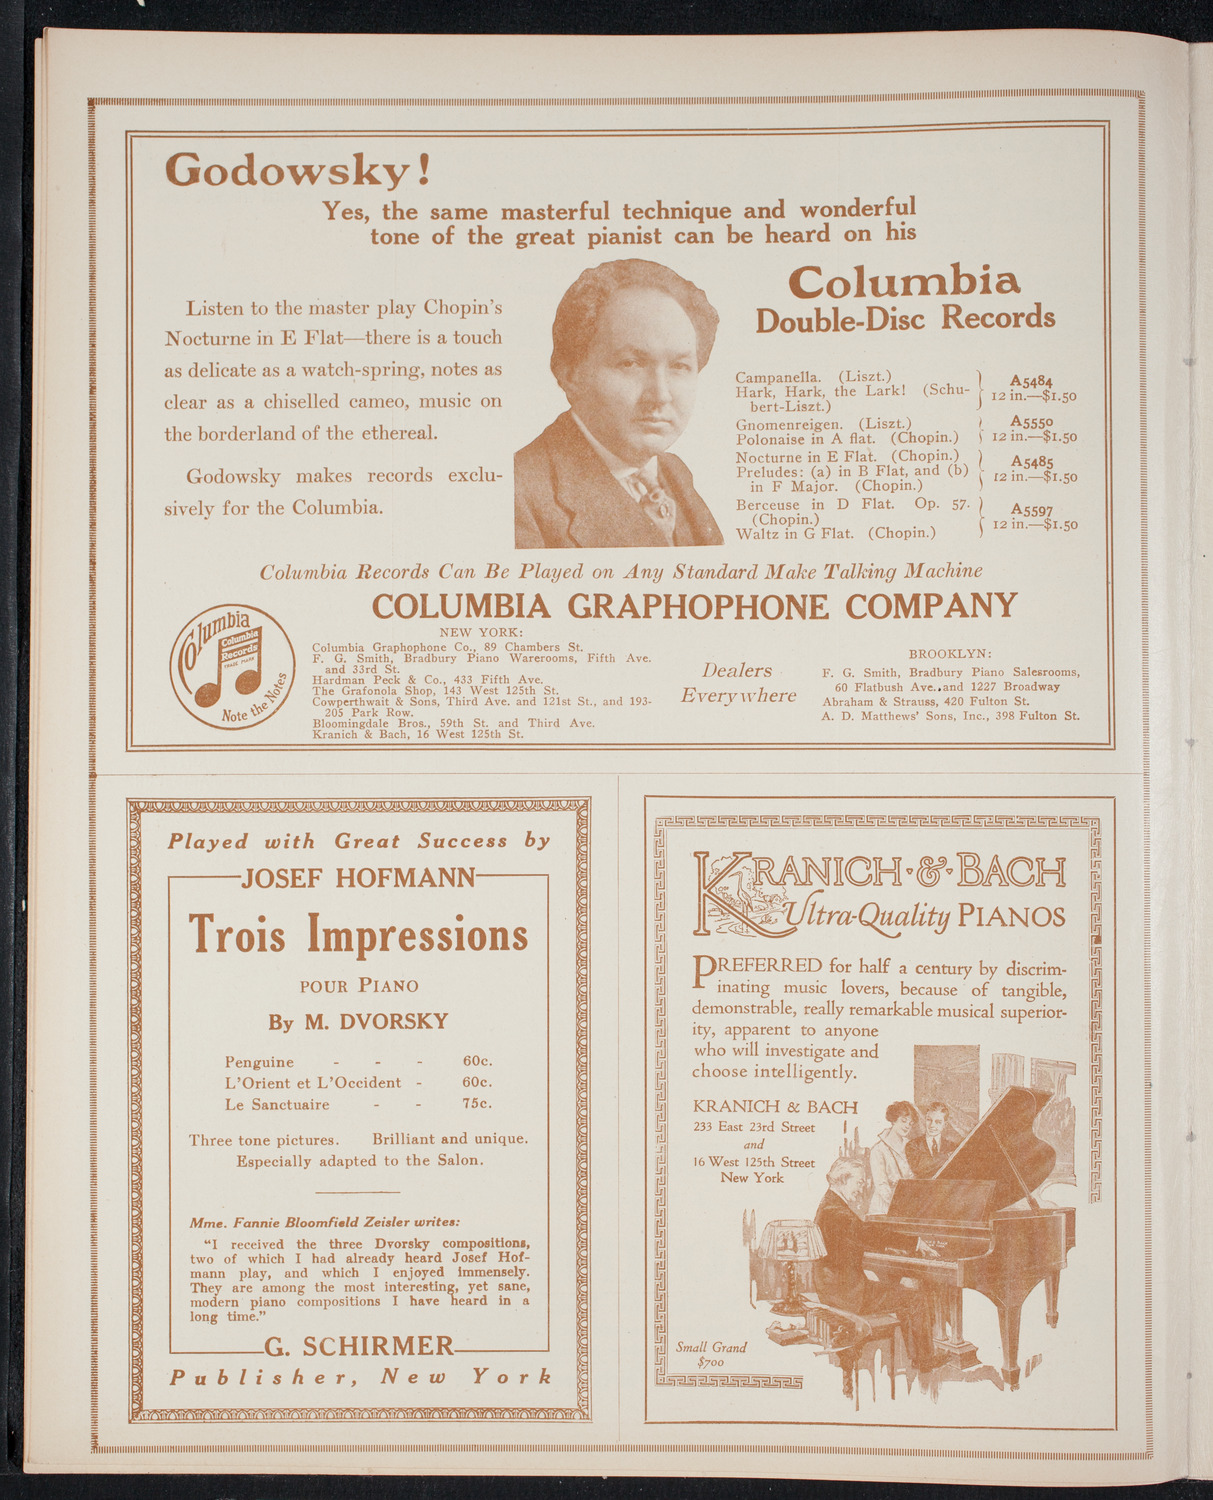 Godowsky!
Yes, the same masterful technique and wonderful
tone of the great pianist can be heard on his
Columbia
Double-Disc Records
Listen to the master play Chopin's
Nocturne in E Flat—there is a touch
as delicate as a watch-spring, notes as
clear as a chiselled cameo, music on
the borderland of the ethereal.
Godowsky makes records exclu-
sively for the Columbia.
Campanella. (Liszt.)
Hark, Hark, the Lark! (Schu-
bert-Liszt.)
A5484
12 in.—$1.50
Gnomenreigen. (Liszt.)
Polonaise in A flat. (Chopin.)
A5550
12 in.—$1.50
Nocturne in E Flat. (Chopin.)
Preludes: (a) in B Flat, and (b)
in F Major. (Chopin.)
A5485
12 in.—$1.50
Berceuse in D Flat. Op. 57.
(Chopin.)
Waltz in G Flat. (Chopin.)
A5597
12 in.—$1.50
Columbia Records Can Be Played on Any Standard Make Talking Machine
COLUMBIA GRAPHOPHONE COMPANY
Columbia
Columbia
Records
TRADE MARK
Note the Notes
NEW YORK:
Columbia Graphophone Co., 89 Chambers St.
F. G. Smith, Bradbury Piano Warerooms, Fifth Ave.
and 33rd St.
Hardman Peck & Co., 433 Fifth Ave.
The Grafonola Shop, 143 West 125th St.
Cowperthwait & Sons, Third Ave. and 121st St., and 193-
205 Park Row.
Bloomingdale Bros., 59th St. and Third Ave.
Kranich & Bach, 16 West 125th St.
Dealers
Everywhere
BROOKLYN:
F. G. Smith, Bradbury Piano Salesrooms,
60 Flatbush Ave., and 1227 Broadway
Abraham & Strauss, 420 Fulton St.
A. D. Matthews' Sons, Inc., 398 Fulton St.
Played with Great Success by
JOSEF HOFMANN
Trois Impressions
POUR PIANO
By M. DVORSKY
Penguine - - - 60c.
L'Orient et L'Occident - 60c.
Le Sanctuaire - - 75c.
Three tone pictures. Brilliant and unique.
Especially adapted to the Salon.
Mme. Fannie Bloomfield Zeisler writes:
"I received the three Dvorsky compositions,
two of which I had already heard Josef Hof-
mann play, and which I enjoyed immensely.
They are among the most interesting, yet sane,
modern piano compositions I have heard in a
long time."
G. SCHIRMER
Publisher, New York
KRANICH·&·BACH
Ultra-Quality PIANOS
PREFERRED for half a century by discrim-
inating music lovers, because of tangible,
demonstrable, really remarkable musical superior-
ity, apparent to anyone
who will investigate and
choose intelligently.
KRANICH & BACH
233 East 23rd Street
and
16 West 125th Street
New York
Small Grand
$700